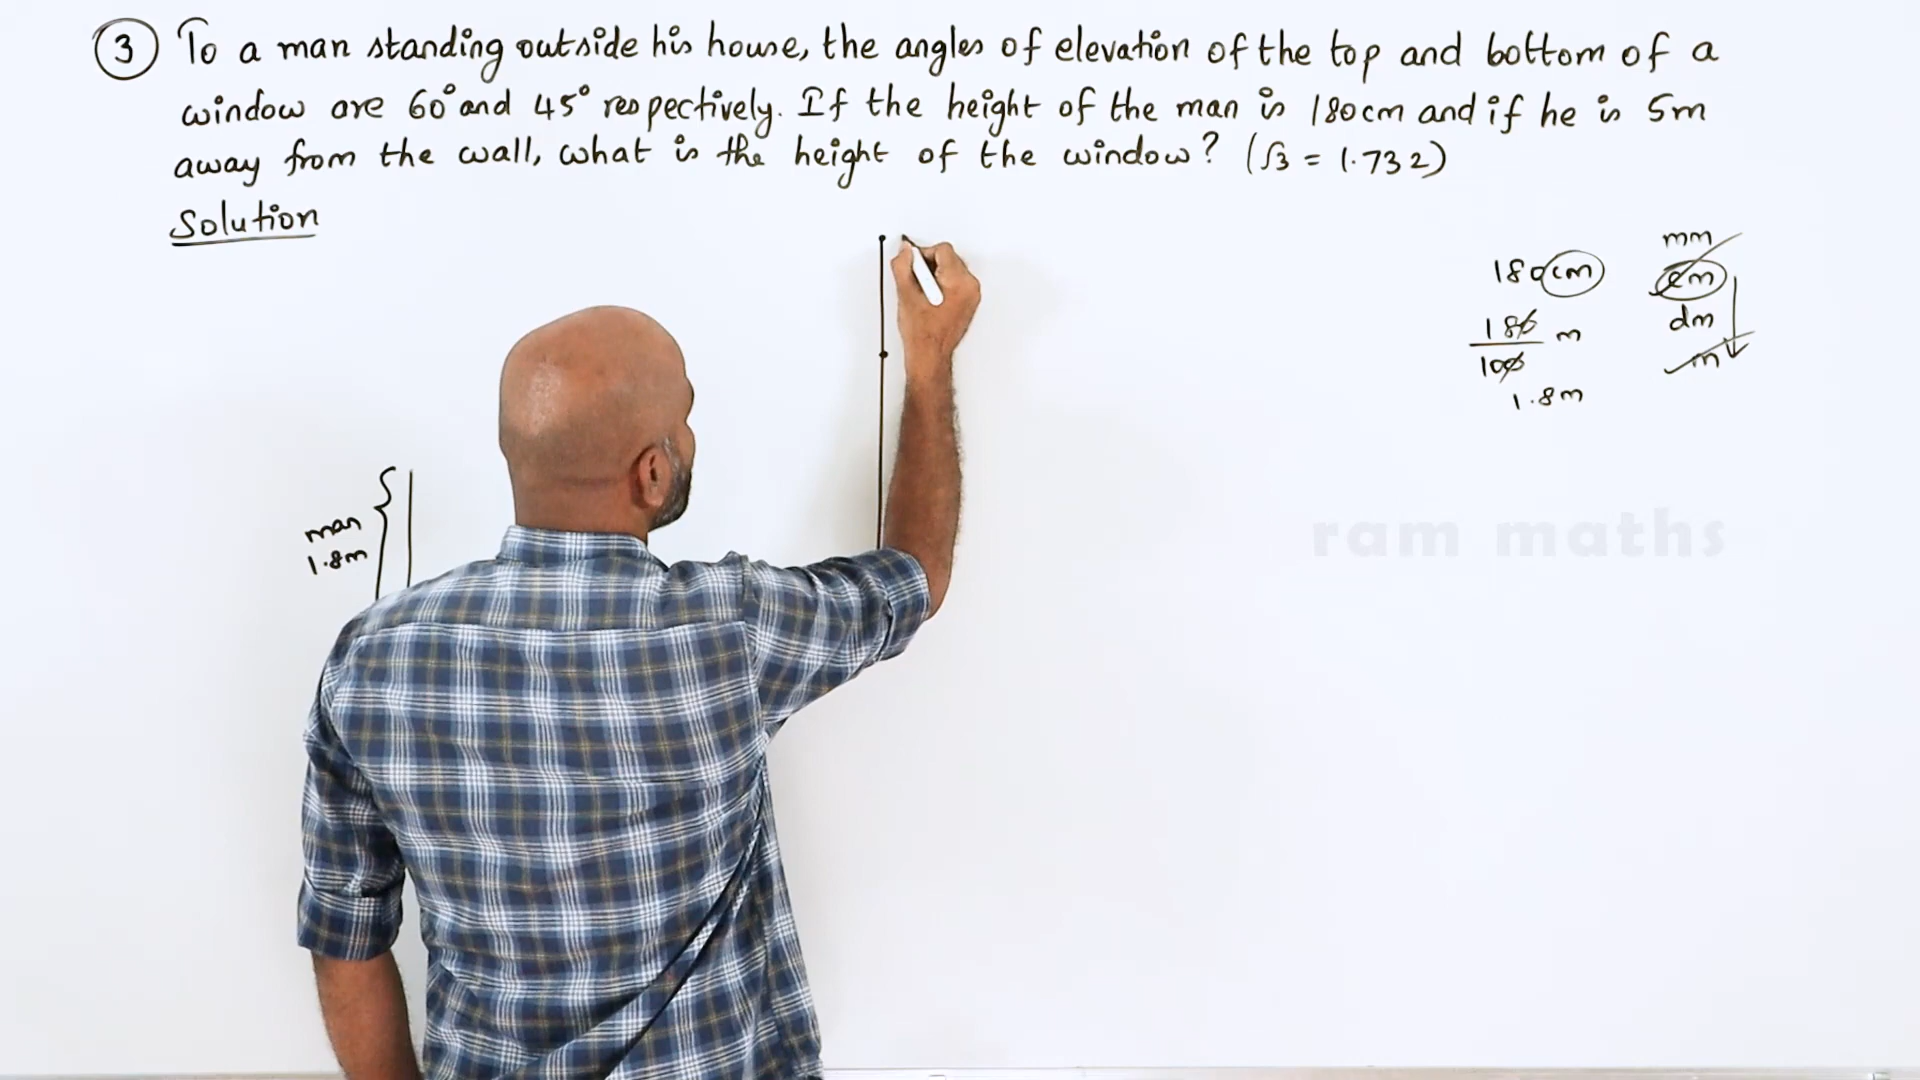 3 To a man standing outside his house, the angles of elevation of the top and bottom of a
window are 60° and 45° respectively. If the height of the man is 180cm and if he is 5m
away from the wall, what is the height of the window? (√3 = 1.732)
Solution
180cm
180/100 m
1.8m
mm
cm
dm
m
man
1.8m
ram maths